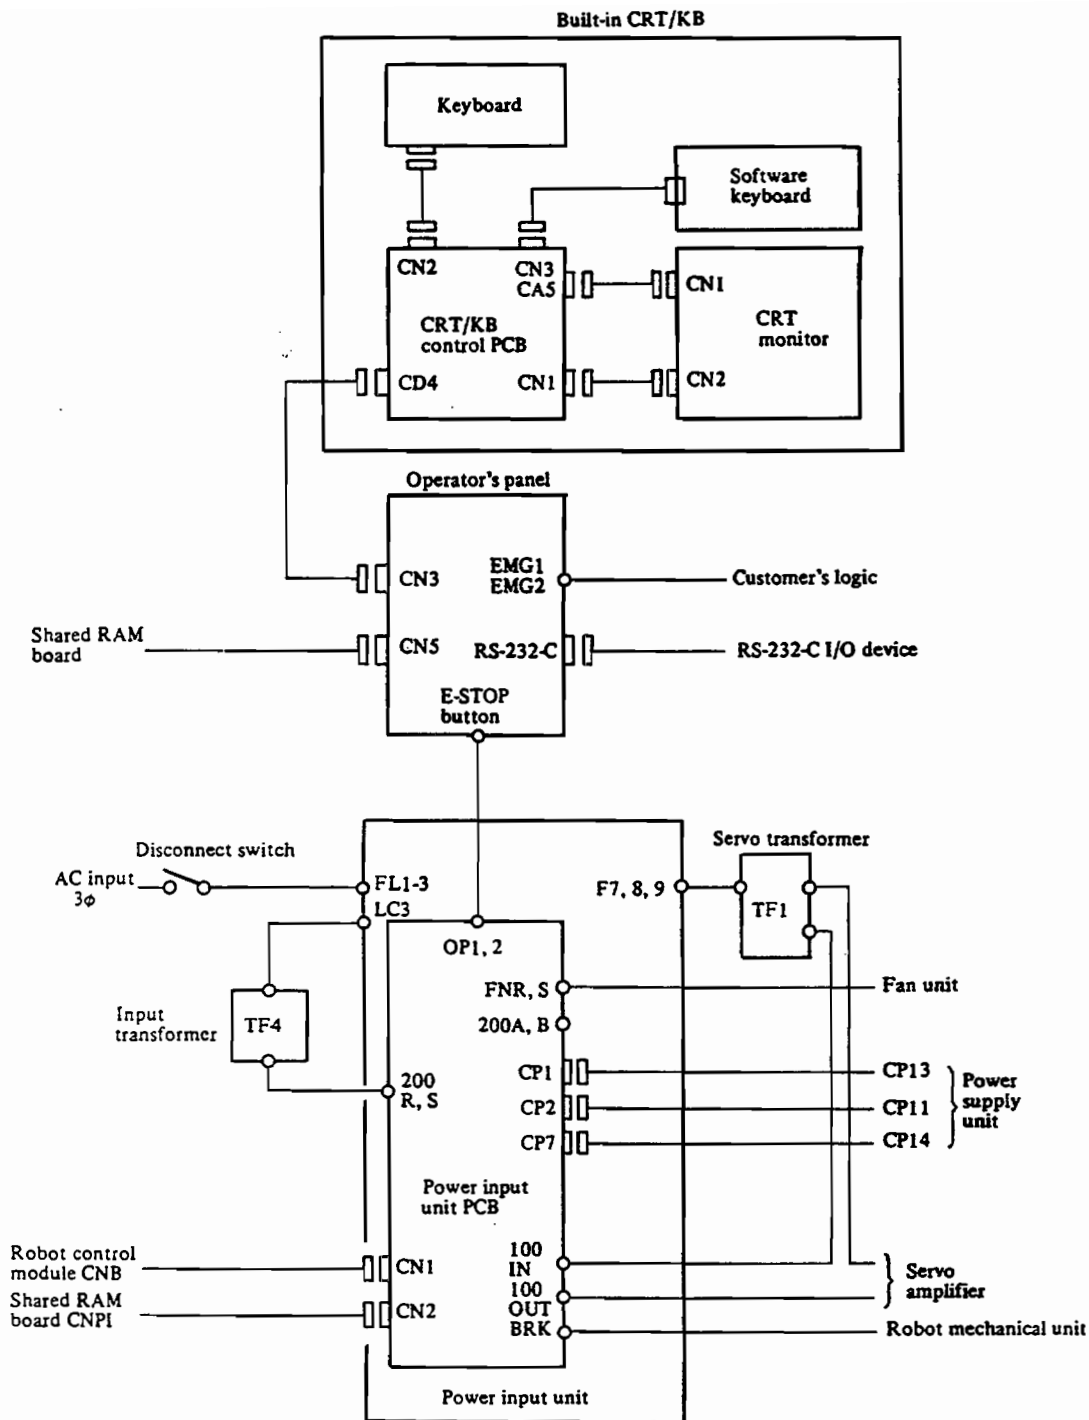 Built-in CRT/KB
Keyboard
Software
keyboard
CN2
CN3
CA5
CN1
CRT/KB
control PCB
CRT
monitor
CD4
CN1
CN2
Operator's panel
EMG1
EMG2
CN3
Customer's logic
Shared RAM
board
CN5
RS-232-C
RS-232-C I/O device
E-STOP
button
Servo transformer
Disconnect switch
AC input
3φ
FL1-3
F7, 8, 9
LC3
TF1
OP1, 2
FNR, S
Fan unit
Input
transformer
TF4
200A, B
200
R, S
CP1
CP13
CP2
CP11
CP7
CP14
Power
supply
unit
Power input
unit PCB
Robot control
module CNB
CN1
100
IN
Shared RAM
board CNPI
CN2
100
OUT
BRK
Servo
amplifier
Robot mechanical unit
Power input unit